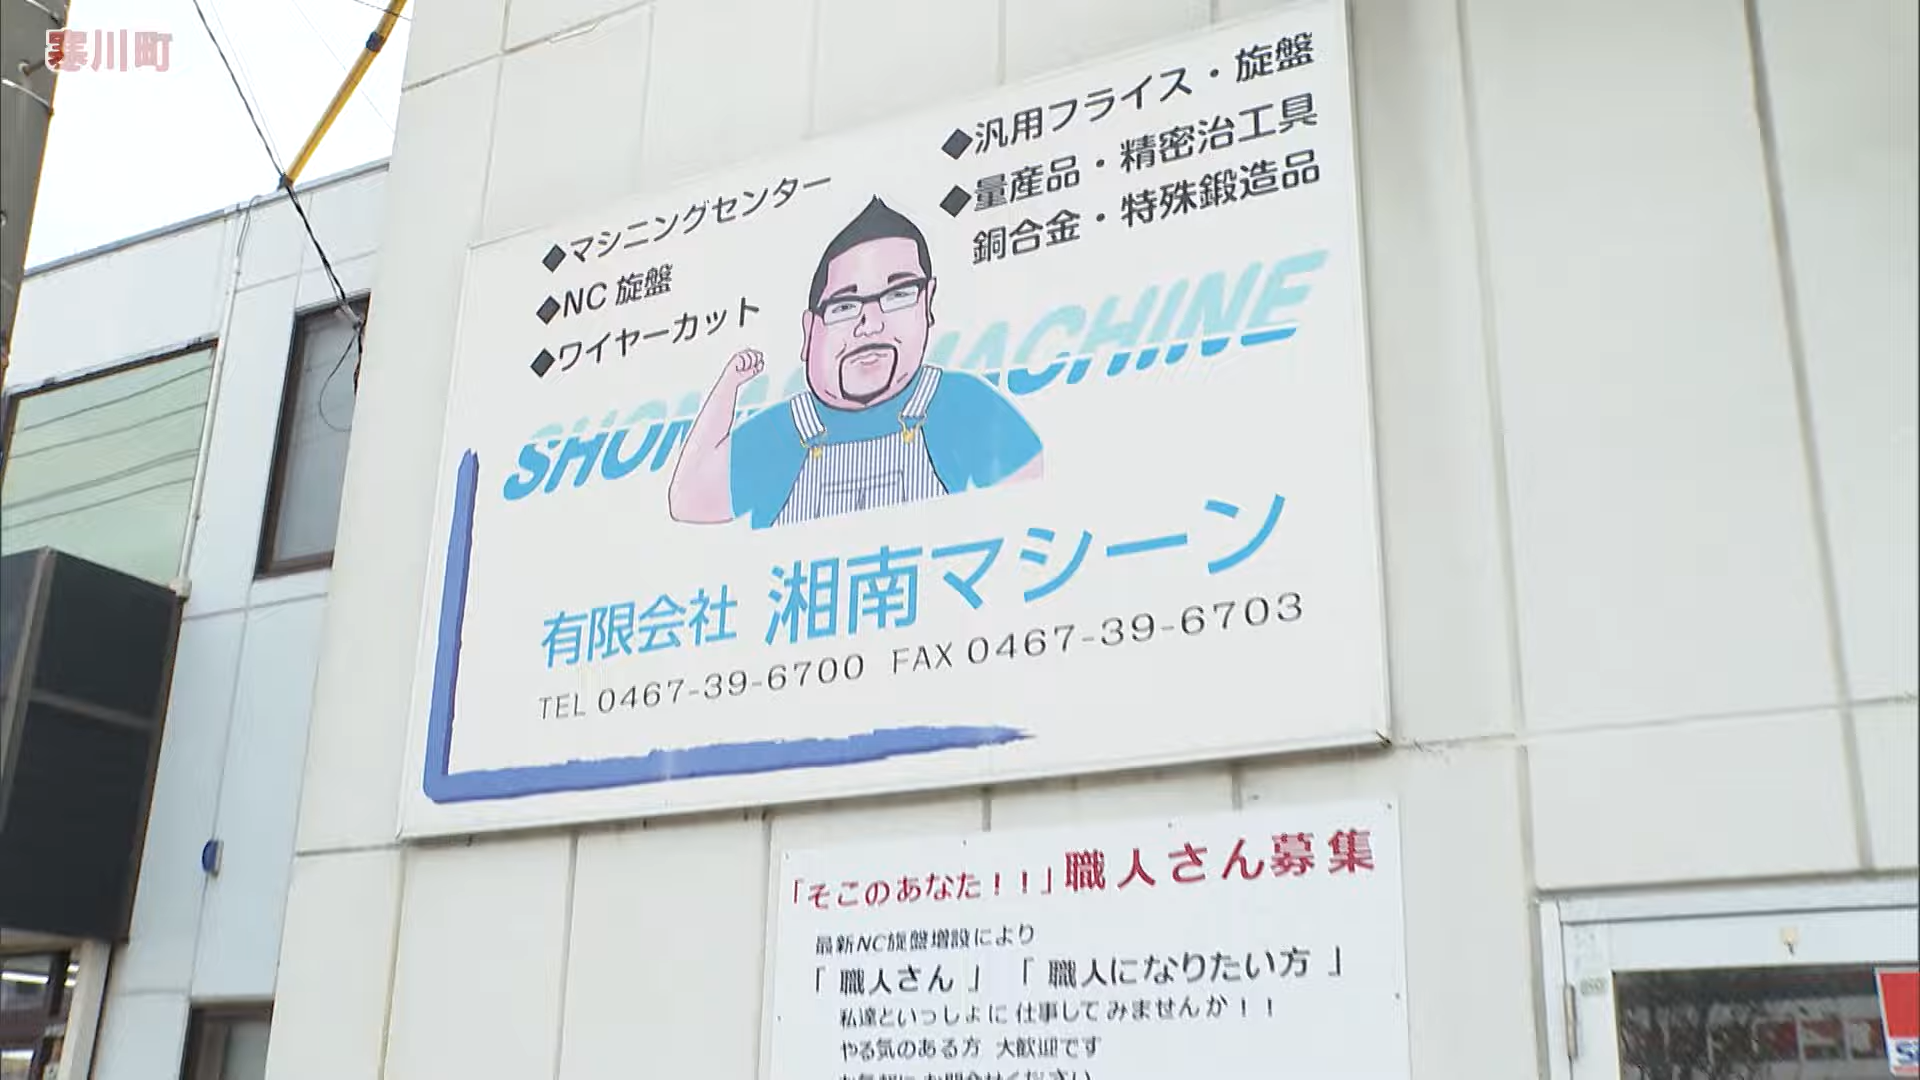 寒川町
◆汎用フライス・旋盤
◆量産品・精密治工具
銅合金・特殊鍛造品
◆マシニングセンター
◆NC 旋盤
◆ワイヤーカット
MACHINE
有限会社 湘南マシーン
TEL 0467-39-6700 FAX 0467-39-6703
「そこのあなた！！」職人さん募集
最新NC旋盤増設により
「職人さん」「職人になりたい方」
私達といっしょに仕事してみませんか！！
やる気のある方 大歓迎です